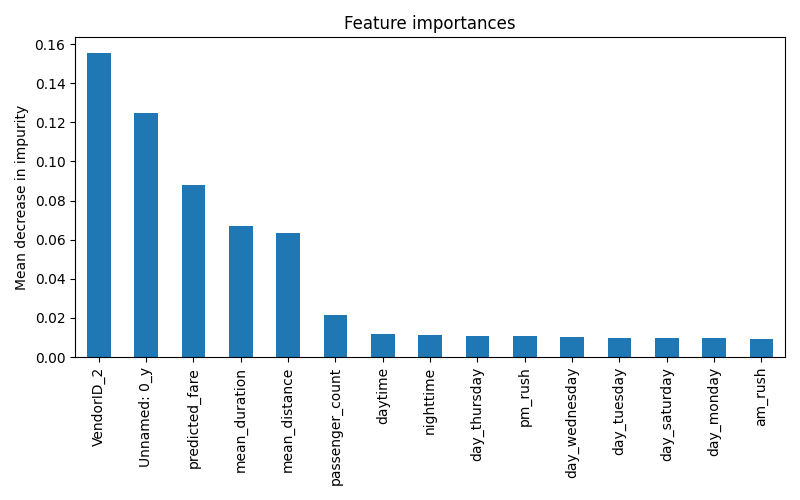 Feature importances
Mean decrease in impurity
0.16
0.14
0.12
0.10
0.08
0.06
0.04
0.02
0.00
VendorID_2
Unnamed: 0_y
predicted_fare
mean_duration
mean_distance
passenger_count
daytime
nighttime
day_thursday
pm_rush
day_wednesday
day_tuesday
day_saturday
day_monday
am_rush